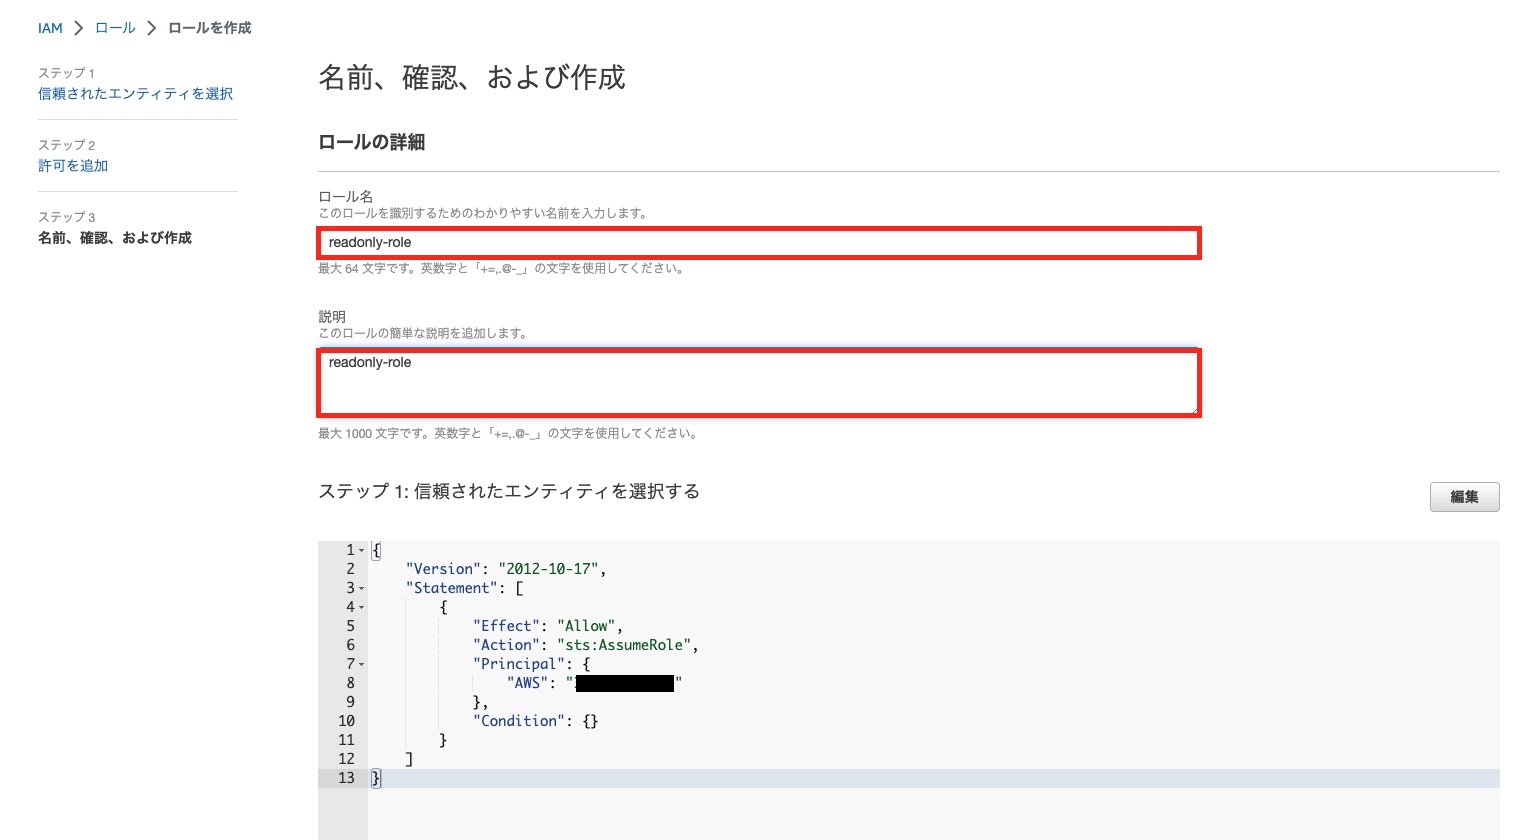 IAM > ロール > ロールを作成
ステップ 1
信頼されたエンティティを選択
ステップ 2
許可を追加
ステップ 3
名前、確認、および作成
名前、確認、および作成
ロールの詳細
ロール名
このロールを識別するためのわかりやすい名前を入力します。
readonly-role
最大 64 文字です。英数字と「+=,.@-_」の文字を使用してください。
説明
このロールの簡単な説明を追加します。
readonly-role
最大 1000 文字です。英数字と「+=,.@-_」の文字を使用してください。
ステップ 1: 信頼されたエンティティを選択する
編集
1 {
2 "Version": "2012-10-17",
3 "Statement": [
4 {
5 "Effect": "Allow",
6 "Action": "sts:AssumeRole",
7 "Principal": {
8 "AWS": ""
9 },
10 "Condition": {}
11 }
12 ]
13 }